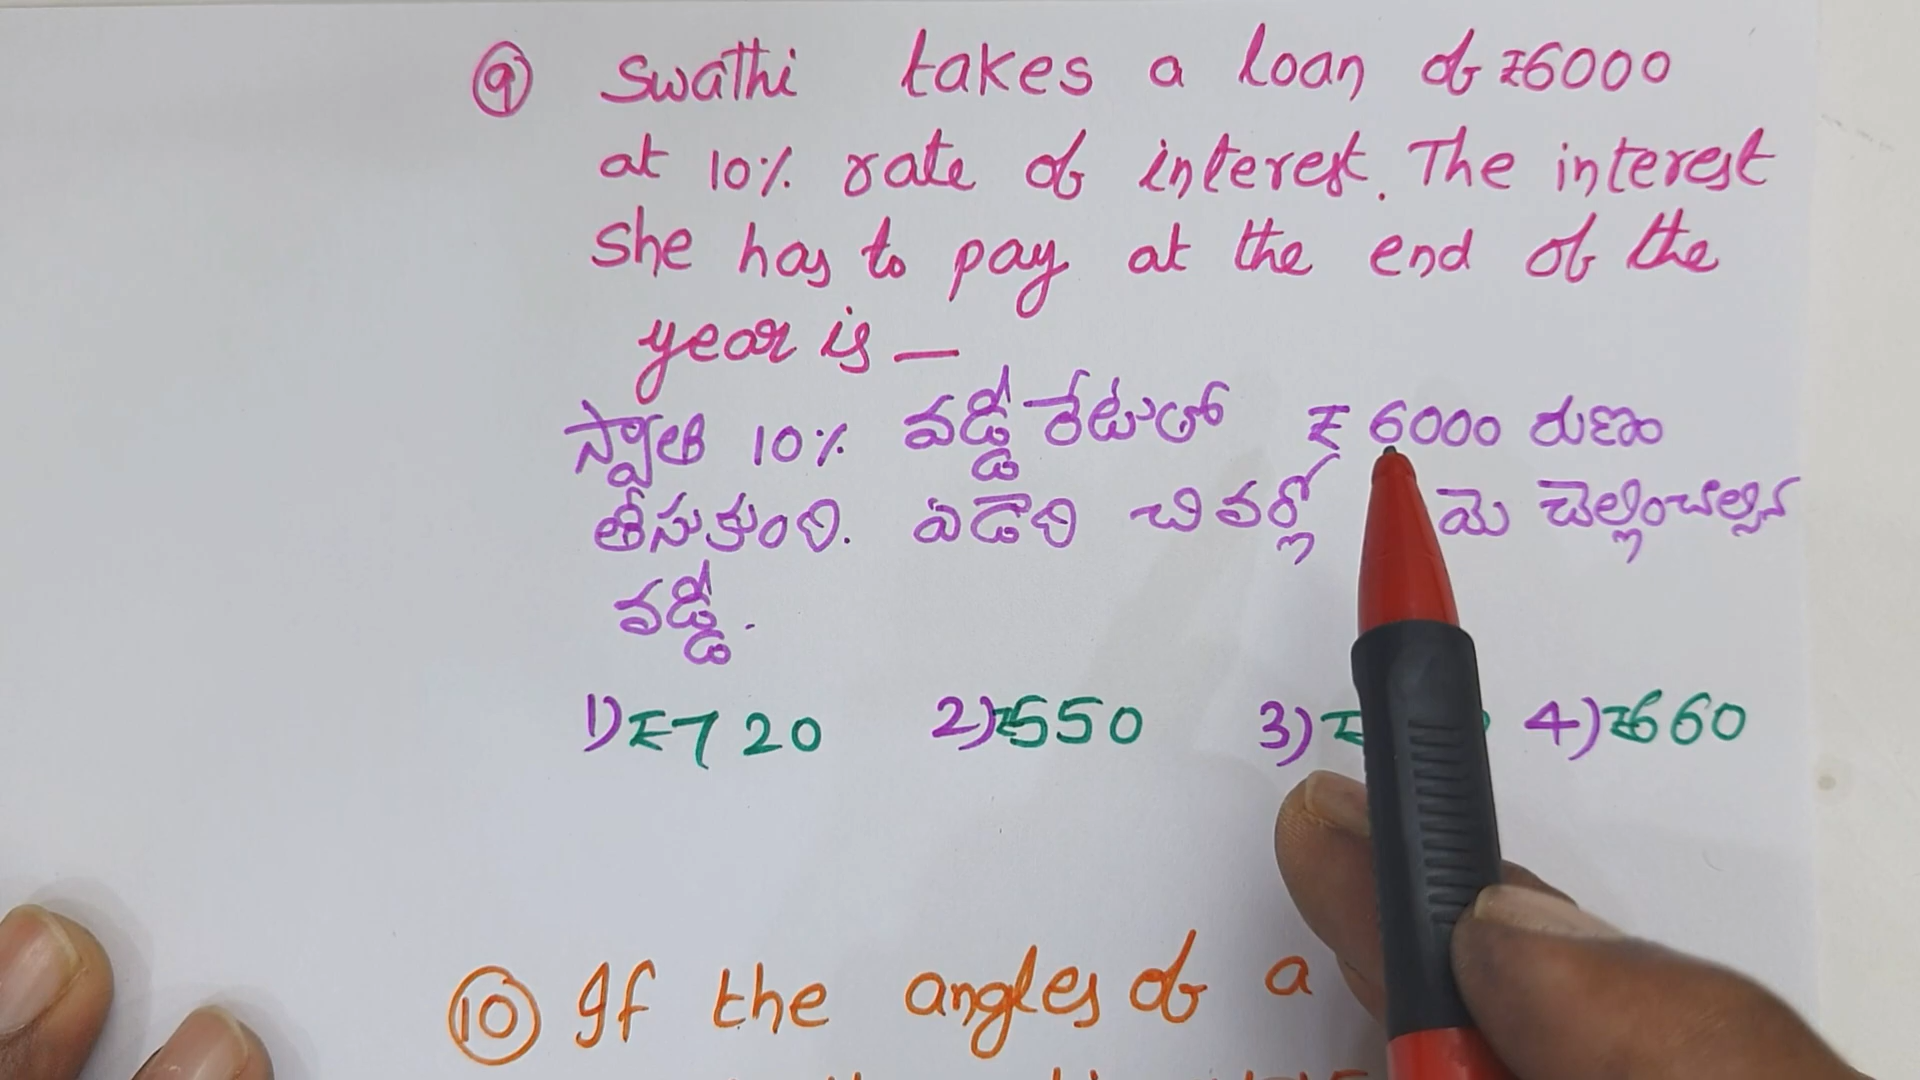 9 Swathi takes a loan of ₹6000
at 10% rate of interest. The interest
she has to pay at the end of the
year is —
స్వాతి 10% వడ్డీ రేటుతో ₹6000 రుణం
తీసుకుంది. ఏడాది చివర్లో మె చెల్లించాల్సిన
వడ్డీ.
1) ₹720 2) ₹550 3) ₹ 4) ₹660
10 If the angles of a